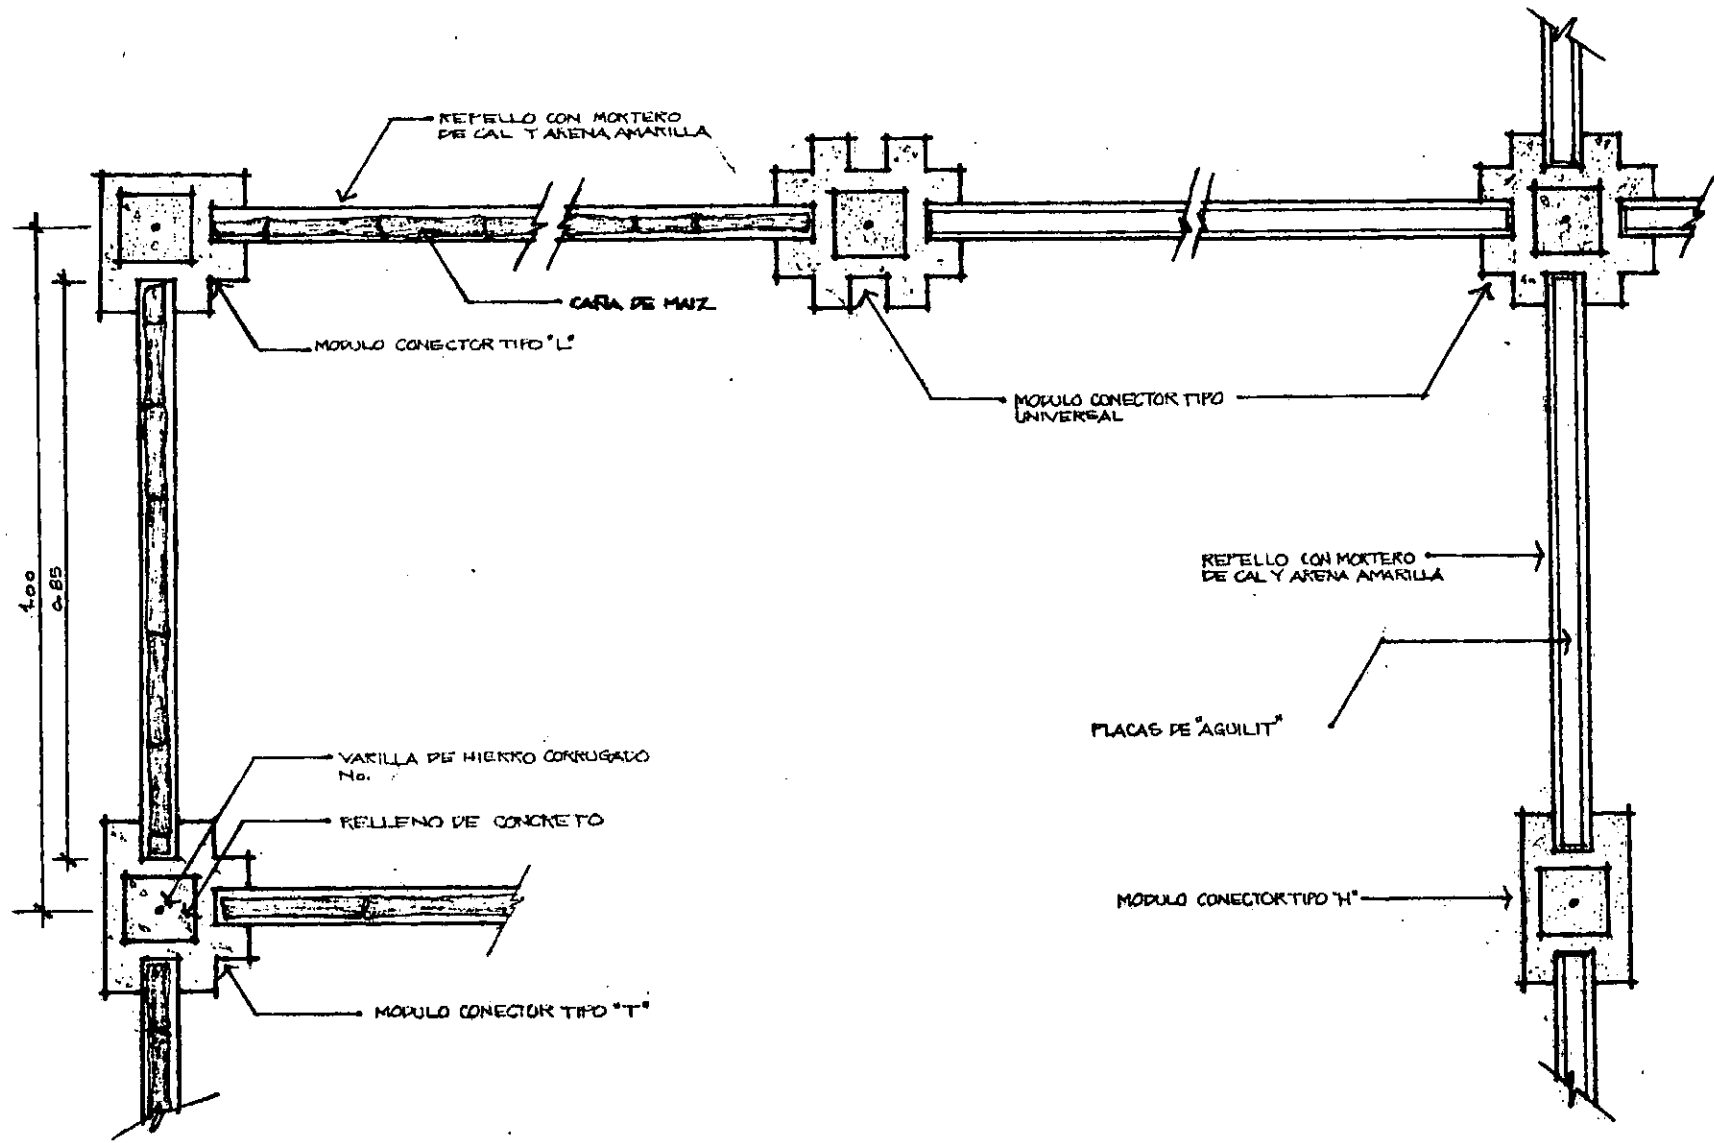 REPELLO CON MORTERO
DE CAL Y ARENA AMARILLA
CAÑA DE MAIZ
MODULO CONECTOR TIPO "L"
MODULO CONECTOR TIPO
UNIVERSAL
1.00
0.85
REPELLO CON MORTERO
DE CAL Y ARENA AMARILLA
PLACAS DE "AGUILIT"
VARILLA DE HIERRO CORRUGADO
No.
RELLENO DE CONCRETO
MODULO CONECTOR TIPO "H"
MODULO CONECTOR TIPO "T"